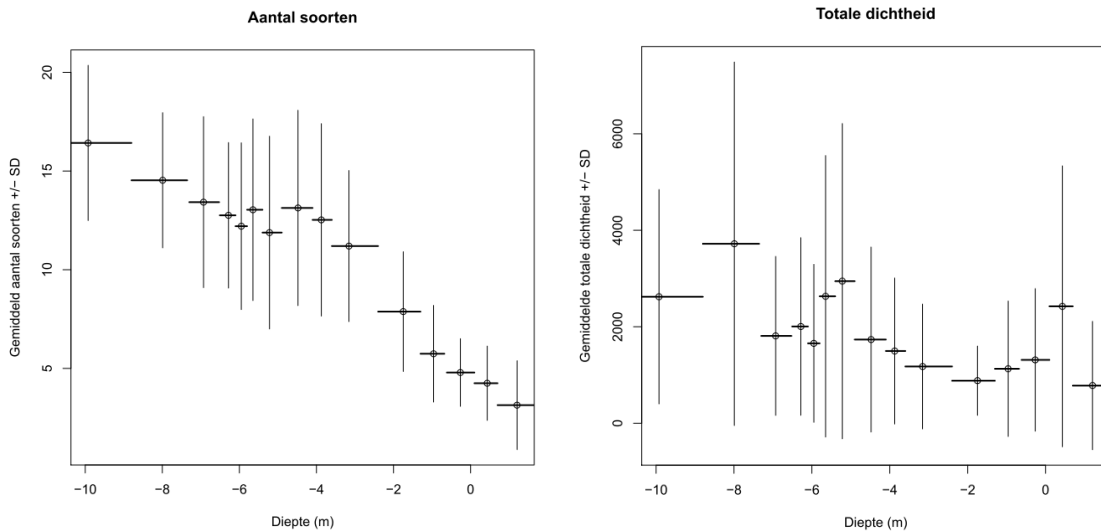 Aantal soorten
Gemiddeld aantal soorten +/− SD
20
15
10
5
−10 −8 −6 −4 −2 0
Diepte (m)
Totale dichtheid
Gemiddelde totale dichtheid +/− SD
6000
4000
2000
0
−10 −8 −6 −4 −2 0
Diepte (m)